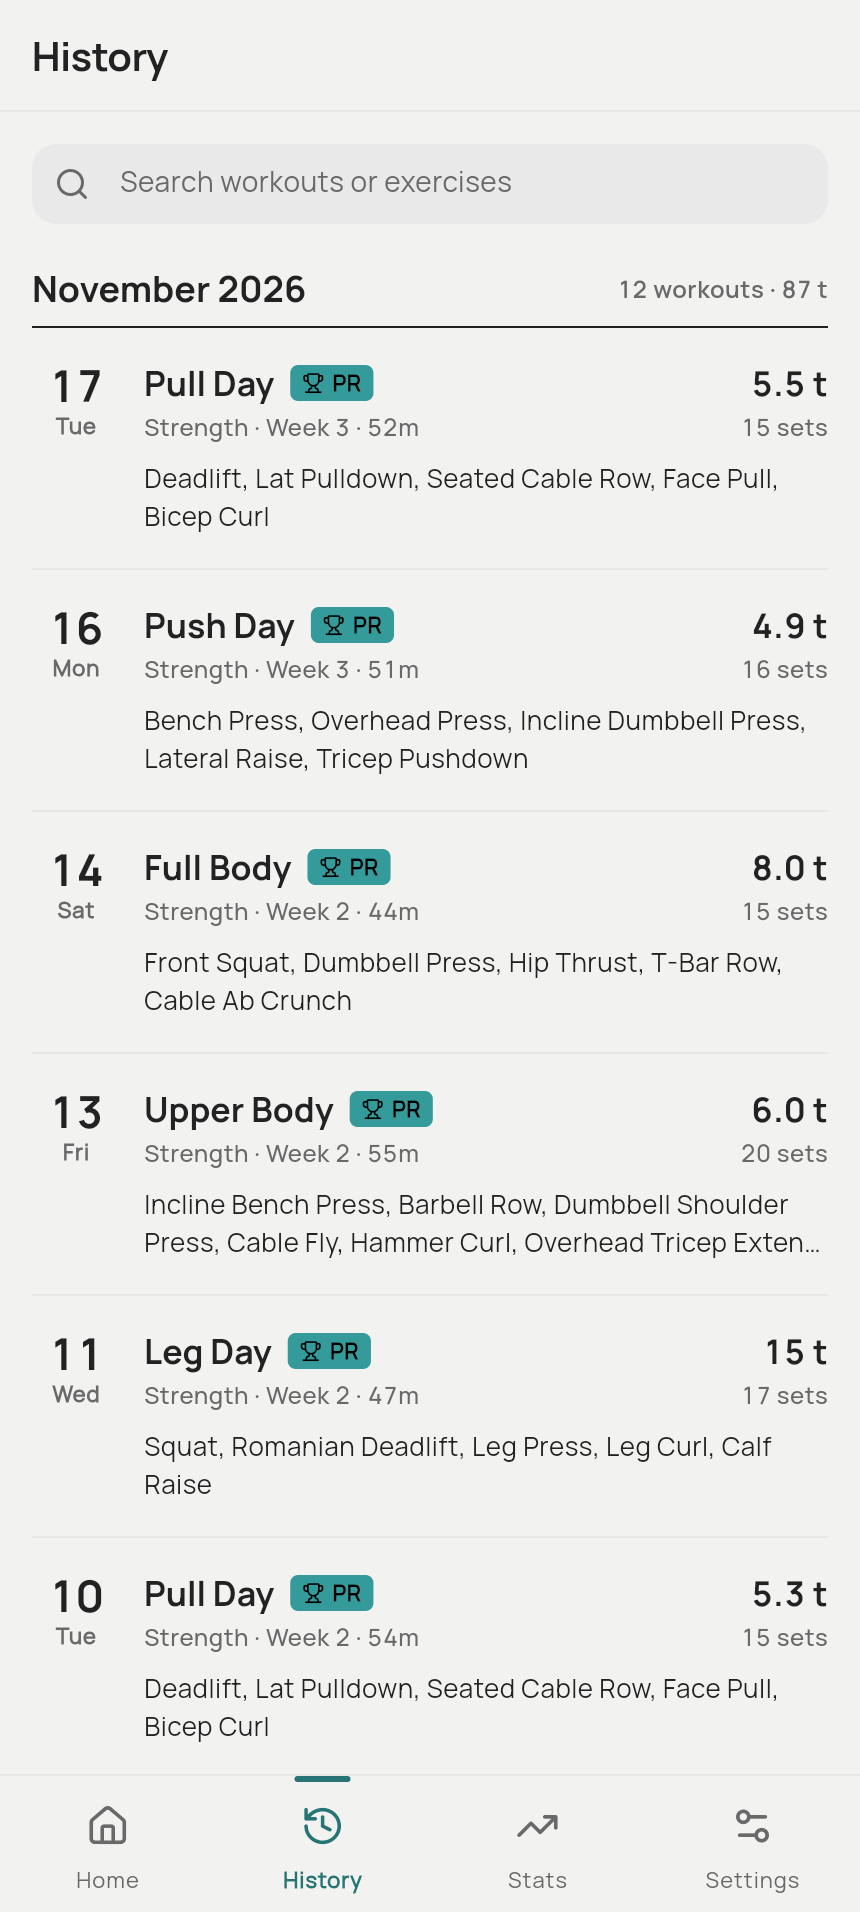 History
Search workouts or exercises
November 2026
12 workouts · 87 t
17
Tue
Pull Day
PR
5.5 t
Strength · Week 3 · 52m
15 sets
Deadlift, Lat Pulldown, Seated Cable Row, Face Pull,
Bicep Curl
16
Mon
Push Day
PR
4.9 t
Strength · Week 3 · 51m
16 sets
Bench Press, Overhead Press, Incline Dumbbell Press,
Lateral Raise, Tricep Pushdown
14
Sat
Full Body
PR
8.0 t
Strength · Week 2 · 44m
15 sets
Front Squat, Dumbbell Press, Hip Thrust, T-Bar Row,
Cable Ab Crunch
13
Fri
Upper Body
PR
6.0 t
Strength · Week 2 · 55m
20 sets
Incline Bench Press, Barbell Row, Dumbbell Shoulder
Press, Cable Fly, Hammer Curl, Overhead Tricep Exten…
11
Wed
Leg Day
PR
15 t
Strength · Week 2 · 47m
17 sets
Squat, Romanian Deadlift, Leg Press, Leg Curl, Calf
Raise
10
Tue
Pull Day
PR
5.3 t
Strength · Week 2 · 54m
15 sets
Deadlift, Lat Pulldown, Seated Cable Row, Face Pull,
Bicep Curl
Home
History
Stats
Settings